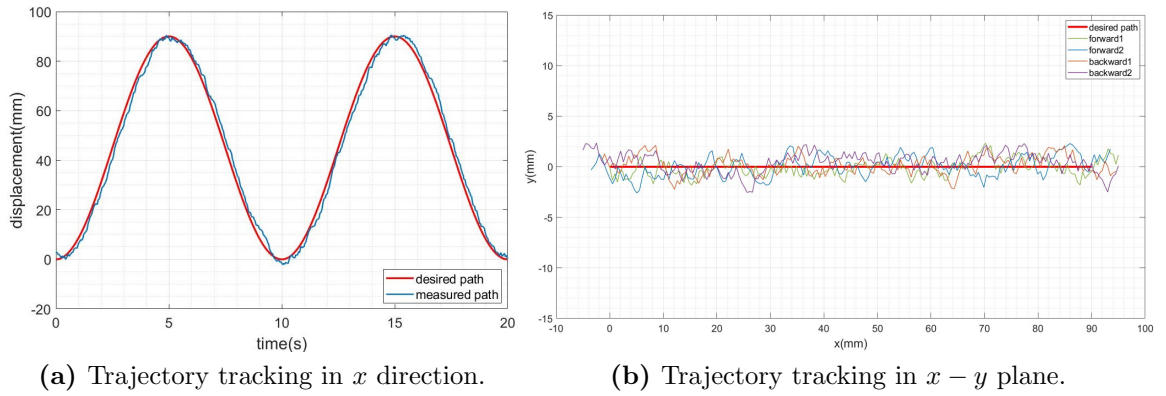 100
80
60
40
20
0
-20
displacement(mm)
0 5 10 15 20
time(s)
desired path
measured path
(a) Trajectory tracking in x direction.
15
10
5
0
-5
-10
-15
y(mm)
-10 0 10 20 30 40 50 60 70 80 90 100
x(mm)
desired path
forward1
forward2
backward1
backward2
(b) Trajectory tracking in x − y plane.